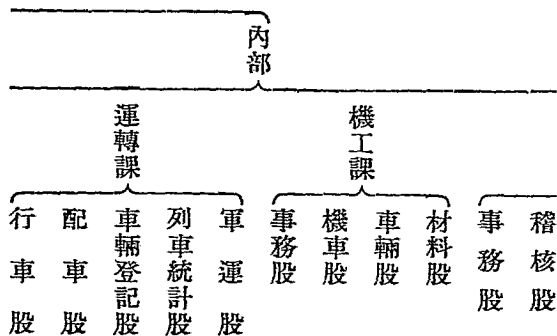 內部
稽核股
事務股
機工課
材料股
車輛股
機車股
事務股
運轉課
軍運股
列車統計股
車輛登記股
配車股
行車股